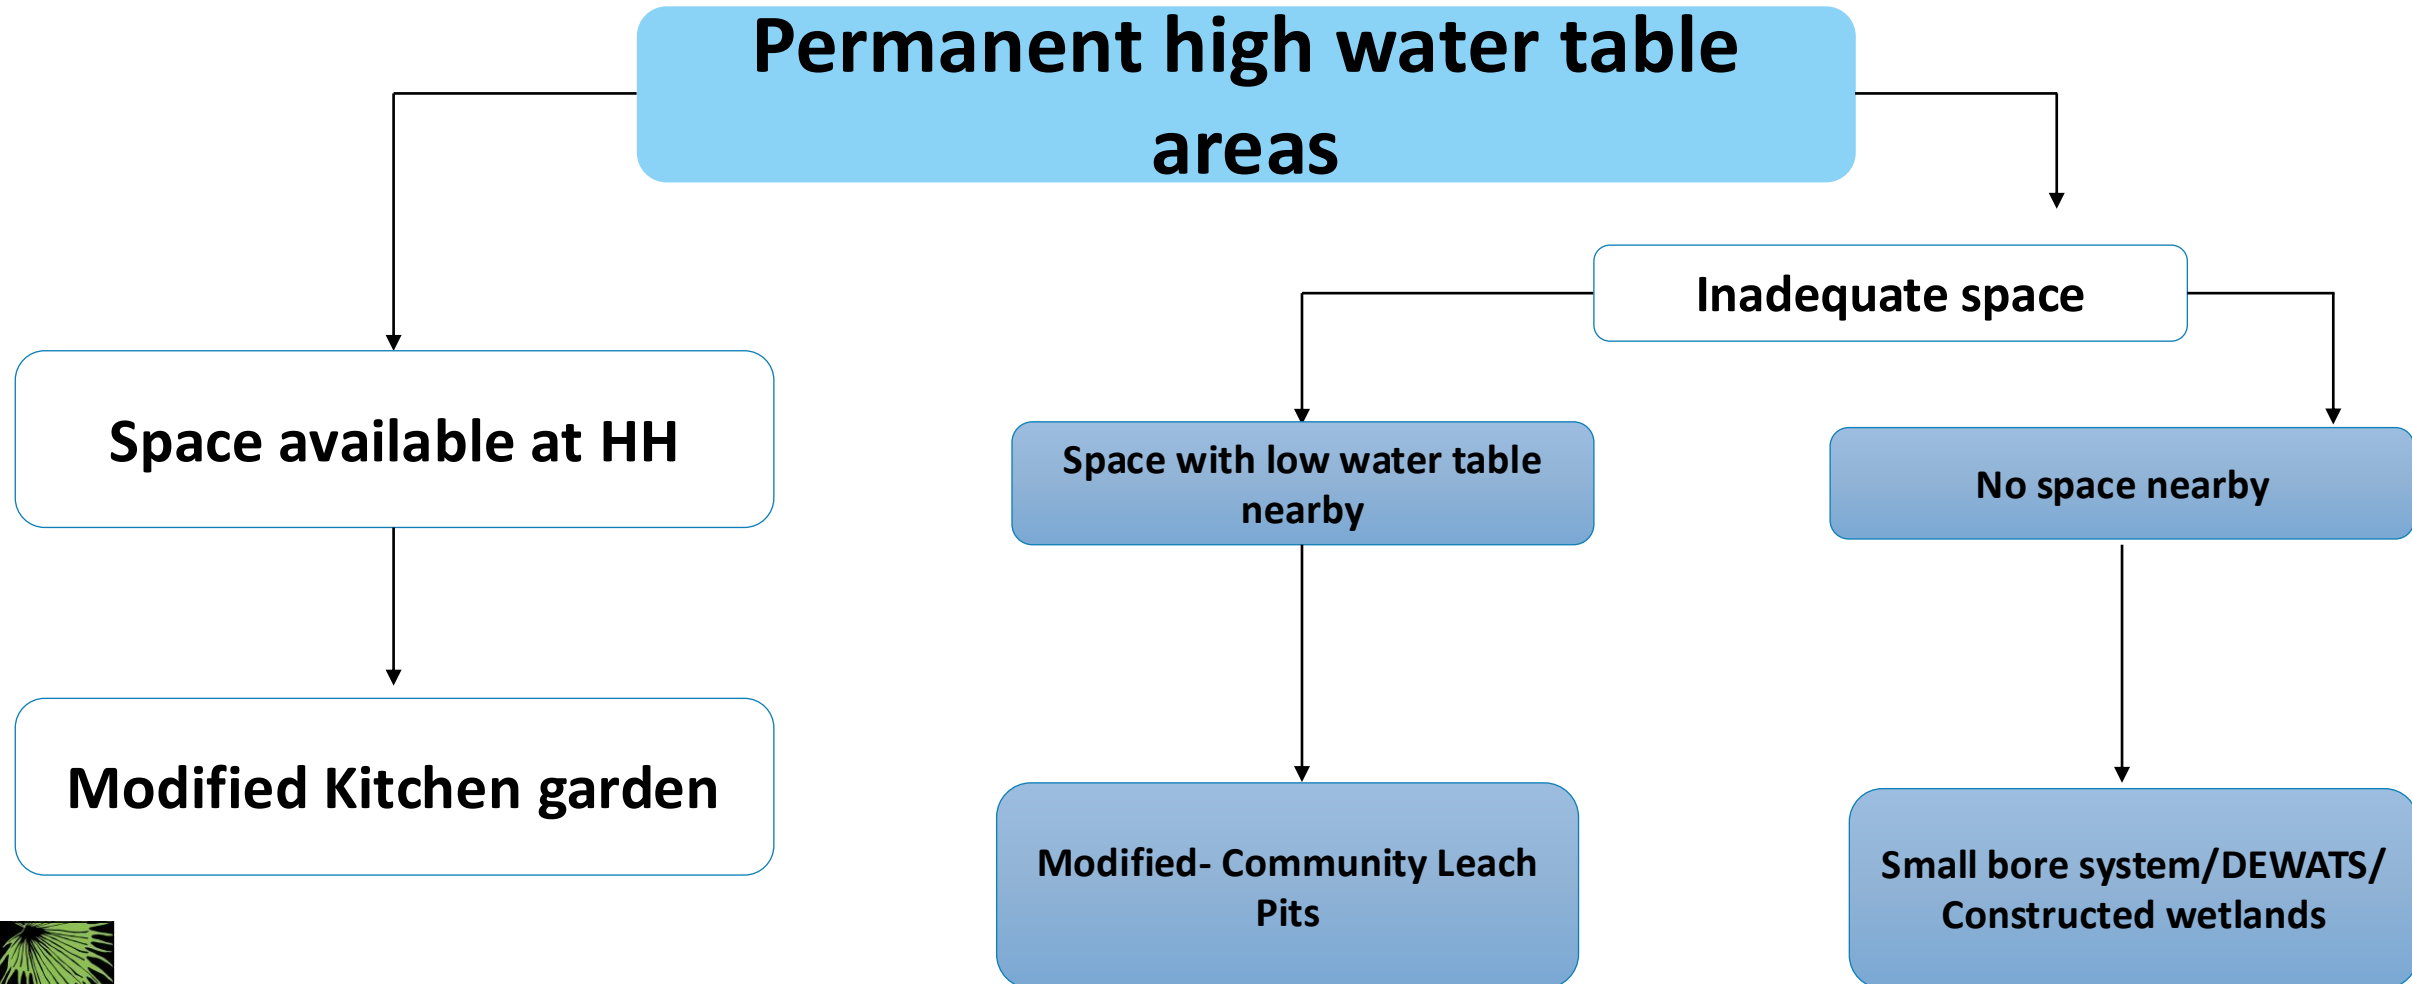 Permanent high water table
areas
Inadequate space
Space available at HH
Space with low water table
nearby
No space nearby
Modified Kitchen garden
Modified- Community Leach
Pits
Small bore system/DEWATS/
Constructed wetlands